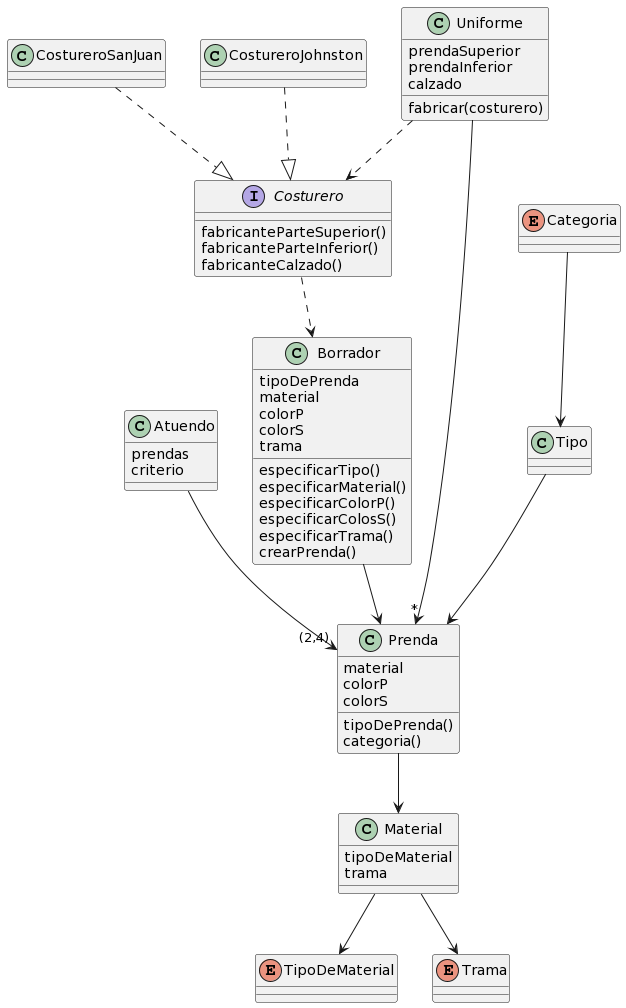 C Uniforme
prendaSuperior
prendaInferior
calzado
fabricar(costurero)
C CostureroSanJuan
C CostureroJohnston
I Costurero
fabricanteParteSuperior()
fabricanteParteInferior()
fabricanteCalzado()
E Categoria
C Borrador
tipoDePrenda
material
colorP
colorS
trama
especificarTipo()
especificarMaterial()
especificarColorP()
especificarColosS()
especificarTrama()
crearPrenda()
C Atuendo
prendas
criterio
C Tipo
*
(2,4)
C Prenda
material
colorP
colorS
tipoDePrenda()
categoria()
C Material
tipoDeMaterial
trama
E TipoDeMaterial
E Trama